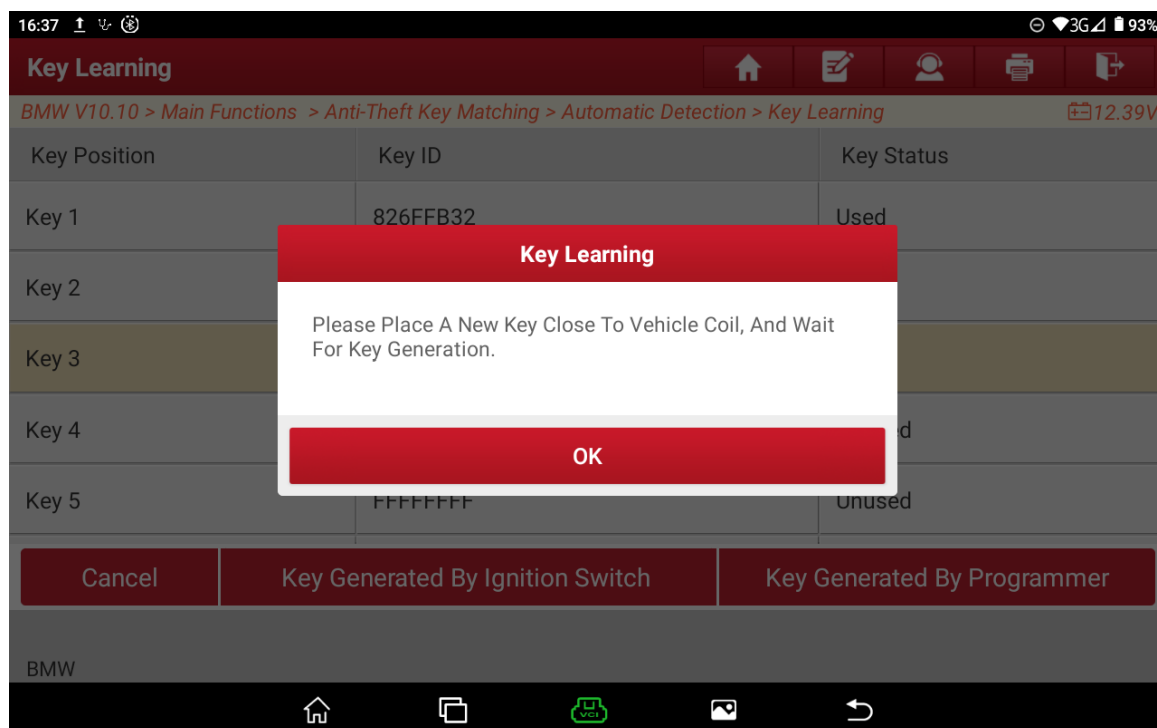 16:37
3G 93%
Key Learning
BMW V10.10 > Main Functions > Anti-Theft Key Matching > Automatic Detection > Key Learning
12.39V
Key Position Key ID Key Status
Key 1 826FFB32 Used
Key 2
Key 3
Key 4
Key 5 FFFFFFFF Unused
Key Learning
Please Place A New Key Close To Vehicle Coil, And Wait
For Key Generation.
OK
Cancel Key Generated By Ignition Switch Key Generated By Programmer
BMW
VCI